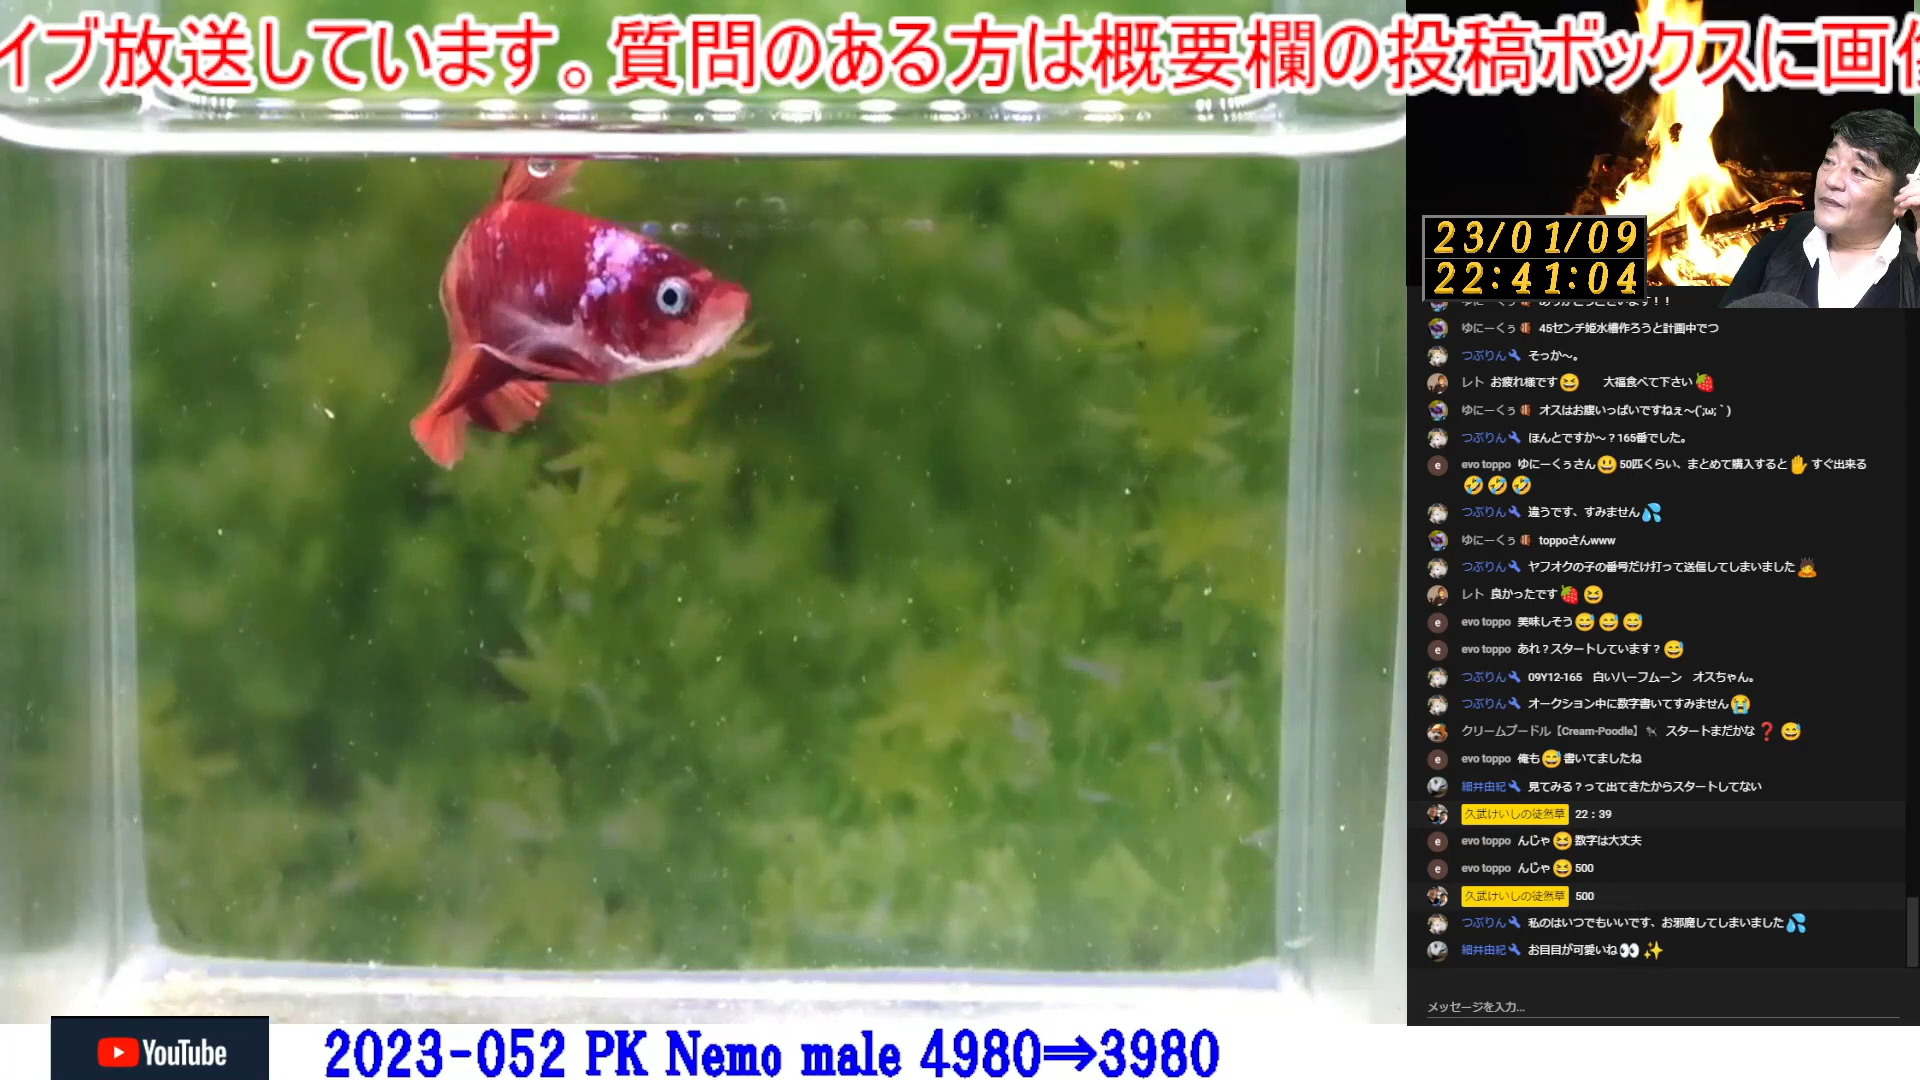 イブ放送しています。質問のある方は概要欄の投稿ボックスに画像
23/01/09
22:41:04
ゆにーくぅ ありがとうございます！！
ゆにーくぅ 45センチ姫水槽作ろうと計画中でつ
つぶりん そっか〜。
レト お疲れ様です😆 大福食べて下さい🍓
ゆにーくぅ オスはお腹いっぱいですねぇ〜(´;ω;｀)
つぶりん ほんとですか〜？165番でした。
evo toppo ゆにーくぅさん😃50匹くらい、まとめて購入すると✋すぐ出来る
🤣🤣🤣
つぶりん 違うです、すみません💦
ゆにーくぅ toppoさんwww
つぶりん ヤフオクの子の番号だけ打って送信してしまいました🙇
レト 良かったです🍓😆
evo toppo 美味しそう😅😅😅
evo toppo あれ？スタートしています？😅
つぶりん 09Y12-165 白いハーフムーン オスちゃん。
つぶりん オークション中に数字書いてすみません😭
クリームプードル【Cream-Poodle】 スタートまだかな❓😅
evo toppo 俺も😅書いてましたね
細井由紀 見てみる？って出てきたからスタートしてない
久武けいしの徒然草 22：39
evo toppo んじゃ😆数字は大丈夫
evo toppo んじゃ😆500
久武けいしの徒然草 500
つぶりん 私のはいつでもいいです、お邪魔してしまいました💦
細井由紀 お目目が可愛いね👀✨
メッセージを入力...
YouTube
2023-052 PK Nemo male 4980⇒3980